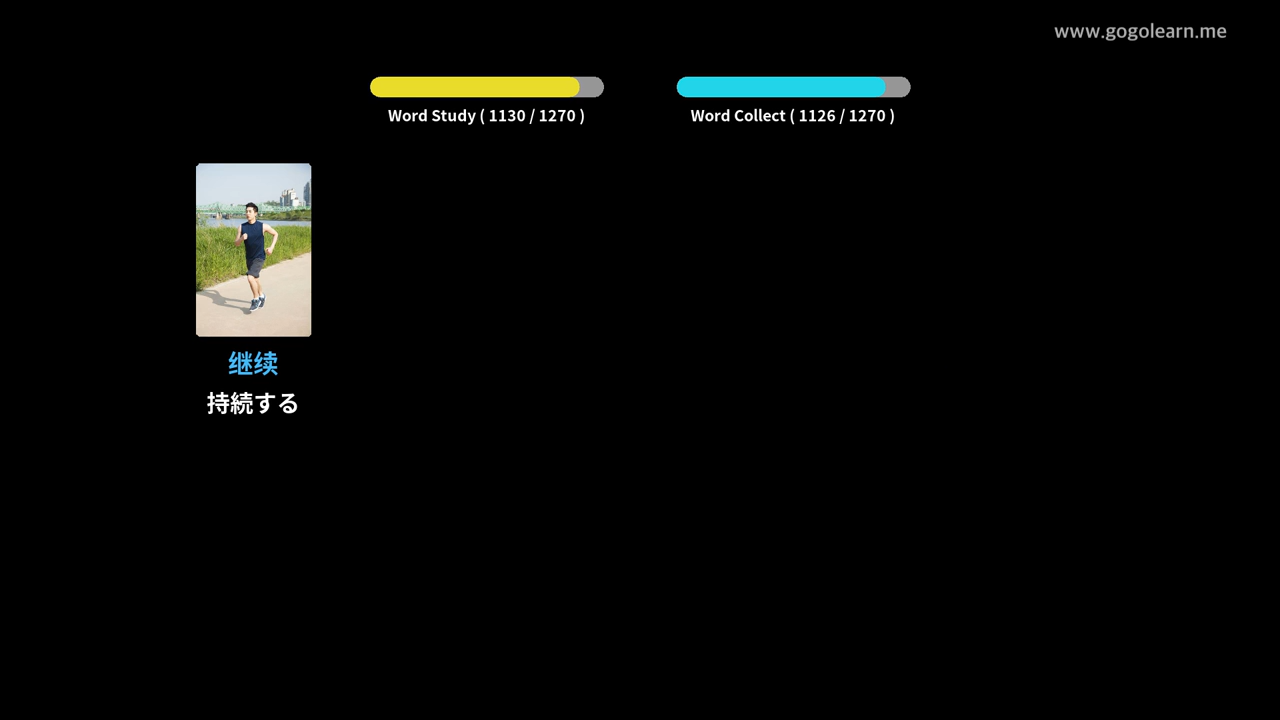 www.gogolearn.me
Word Study ( 1130 / 1270 )
Word Collect ( 1126 / 1270 )
继续
持続する